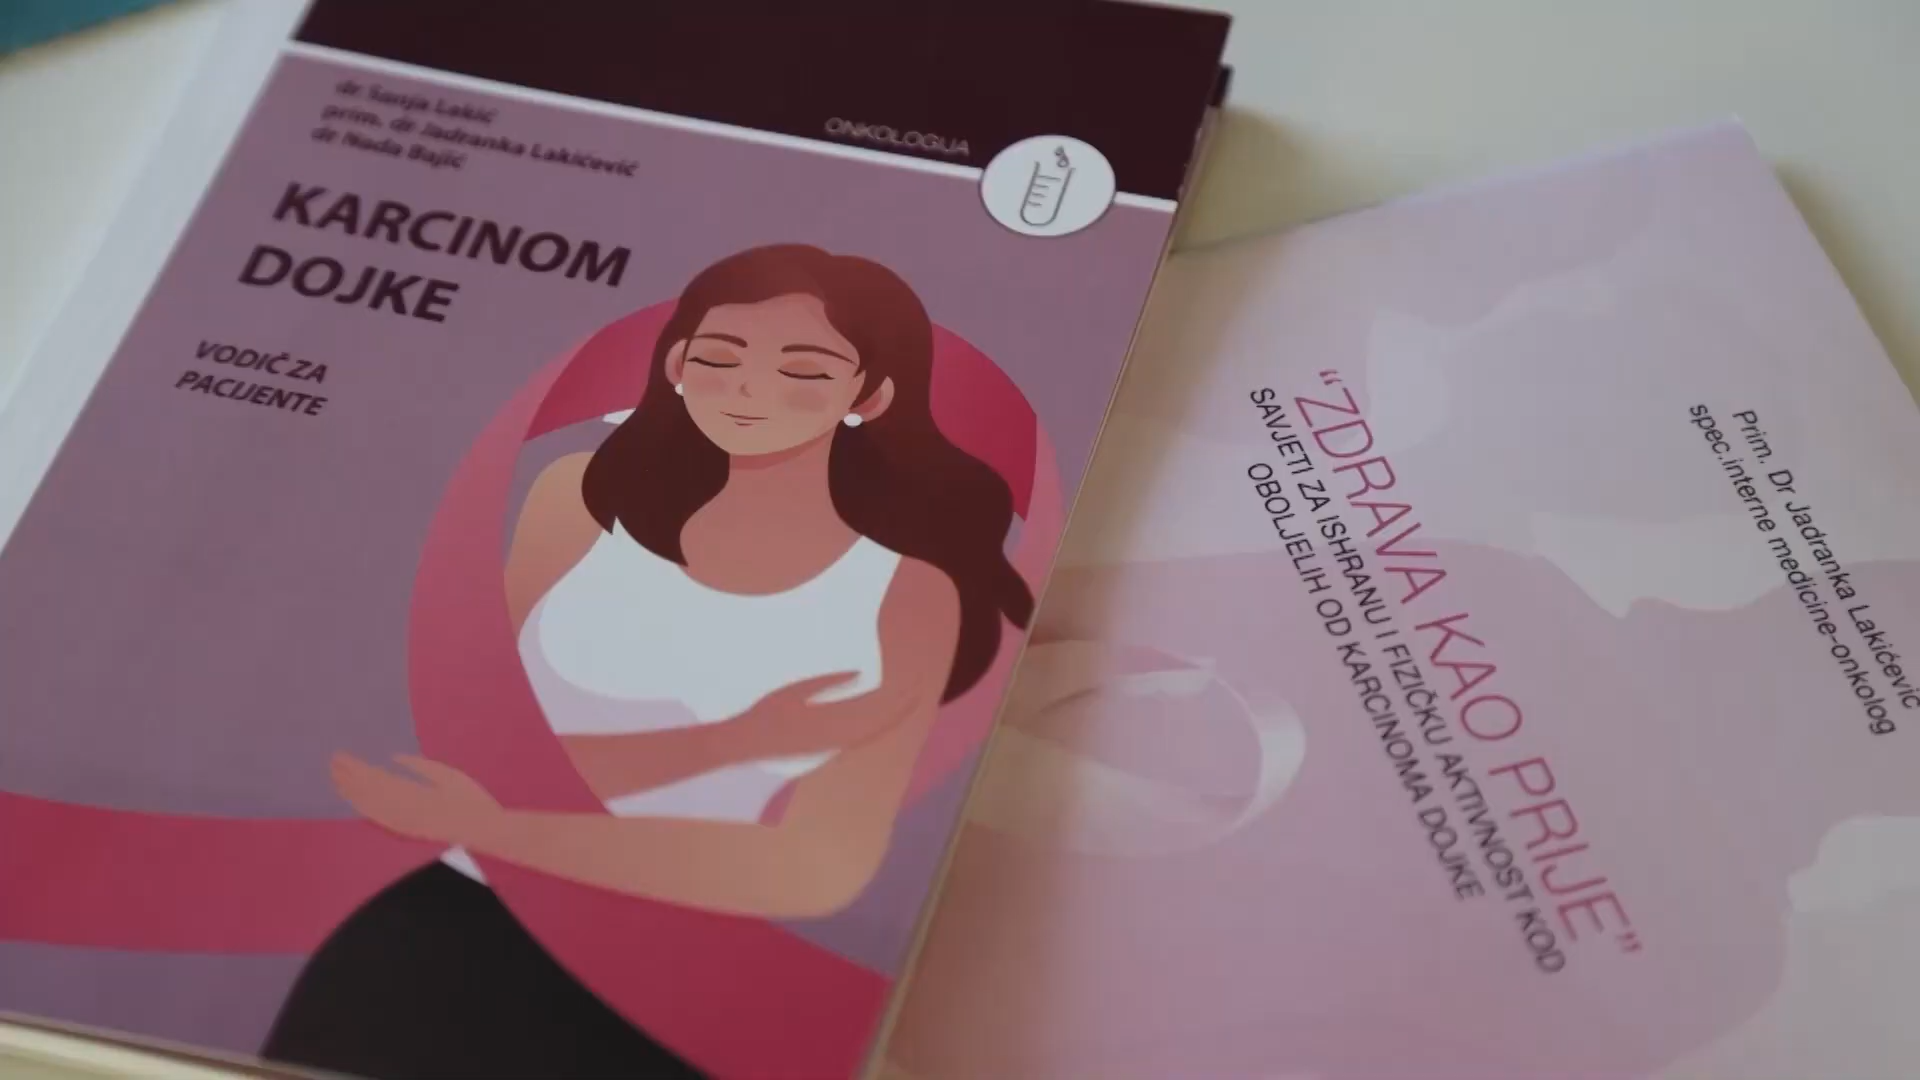 dr Sanja Lakić
prim. dr Jadranka Lakićević
dr Nada Bajić
ONKOLOGIJA
KARCINOM
DOJKE
VODIČ ZA
PACIJENTE
Prim. Dr Jadranka Lakićević
spec.interne medicine-onkolog
“ZDRAVA KAO PRIJE”
SAVJETI ZA ISHRANU I FIZIČKU AKTIVNOST KOD
OBOLJELIH OD KARCINOMA DOJKE